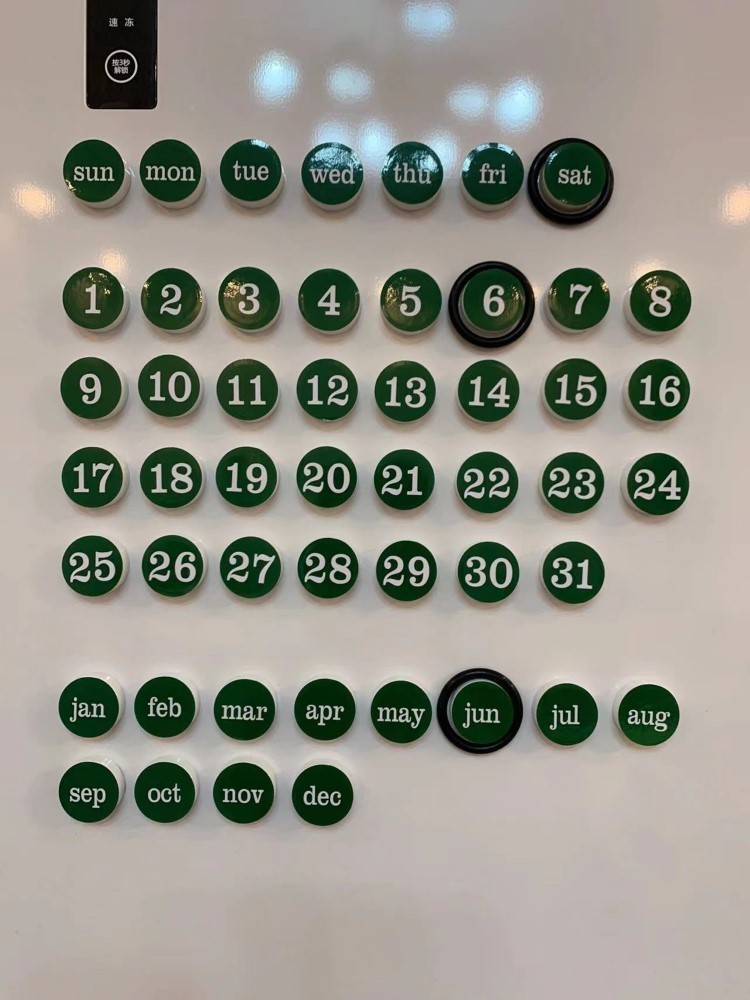 速 冻
按3秒
解锁
sun mon tue wed thu fri sat
1 2 3 4 5 6 7 8
9 10 11 12 13 14 15 16
17 18 19 20 21 22 23 24
25 26 27 28 29 30 31
jan feb mar apr may jun jul aug
sep oct nov dec